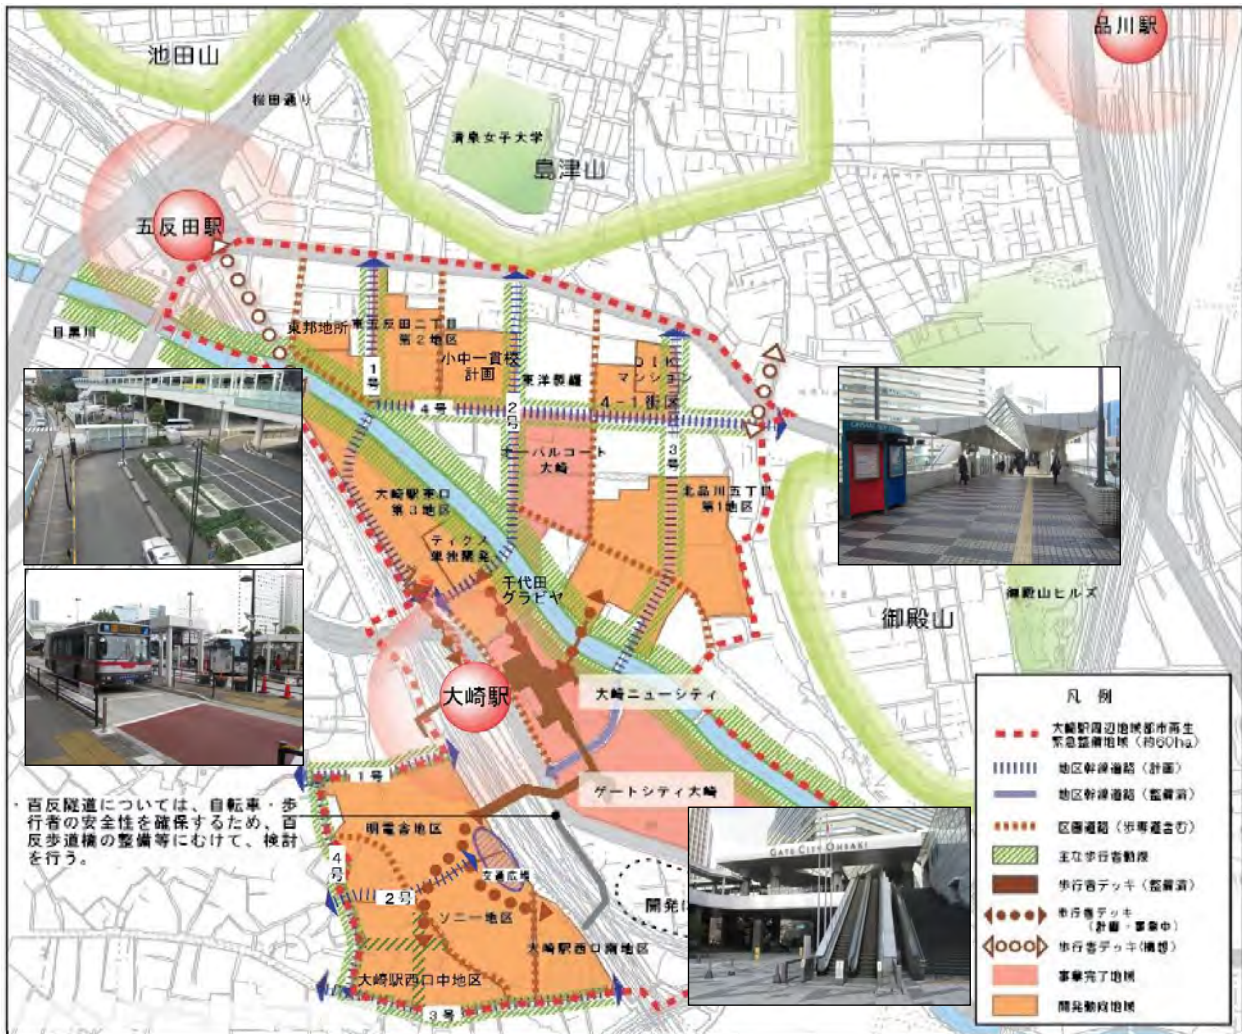 品川駅
池田山
桜田通り
清泉女子大学
島津山
五反田駅
目黒川
東邦地所
東五反田二丁目
第2地区
小中一貫校
計画
東洋製罐
マンション
4-1街区
1号
2号
3号
4号
オーバルコート
大崎
大崎駅東口
第3地区
北品川五丁目
第1地区
単独開発
千代田
グラビヤ
御殿山ヒルズ
御殿山
大崎駅
大崎ニューシティ
ゲートシティ大崎
・百反隧道については、自転車・歩
行者の安全性を確保するため、百
反歩道橋の整備等にむけて、検討
を行う。
1号
明電舎地区
4号
2号
交通広場
ソニー地区
大崎駅西口南地区
大崎駅西口中地区
3号
開発
GATE CITY OHSAKI
凡例
大崎駅周辺地域都市再生
緊急整備地域（約60ha）
地区幹線道路（計画）
地区幹線道路（整備済）
区画道路（歩専道含む）
主な歩行者動線
歩行者デッキ（整備済）
歩行者デッキ
（計画・事業中）
歩行者デッキ（構想）
事業完了地域
開発動向地域